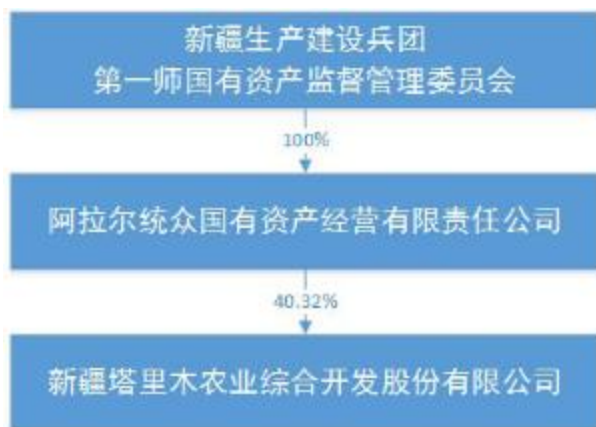 新疆生产建设兵团
第一师国有资产监督管理委员会
100%
阿拉尔统众国有资产经营有限责任公司
40.32%
新疆塔里木农业综合开发股份有限公司